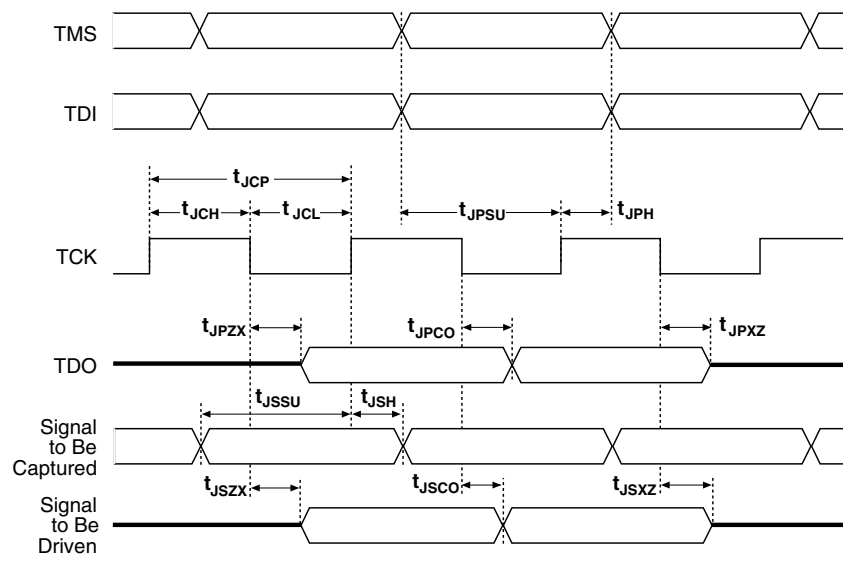 TMS
TDI
tJCP
tJCH
tJCL
tJPSU
tJPH
TCK
tJPZX
tJPCO
tJPXZ
TDO
tJSSU
tJSH
Signal
to Be
Captured
tJSZX
tJSCO
tJSXZ
Signal
to Be
Driven